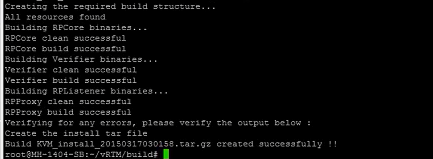 Creating the required build structure...
All resources found
Building RPCore binaries...
RPCore clean successful
RPCore build successful
Building Verifier binaries...
Verifier clean successful
Verifier build successful
Building RPListener binaries...
RPProxy clean successful
RPProxy build successful
Verifying for any errors, please verify the output below :
Create the install tar file
Build KVM_install_20150317030158.tar.gz created successfully !!
root@MH-1404-SB:~/vRTM/build#